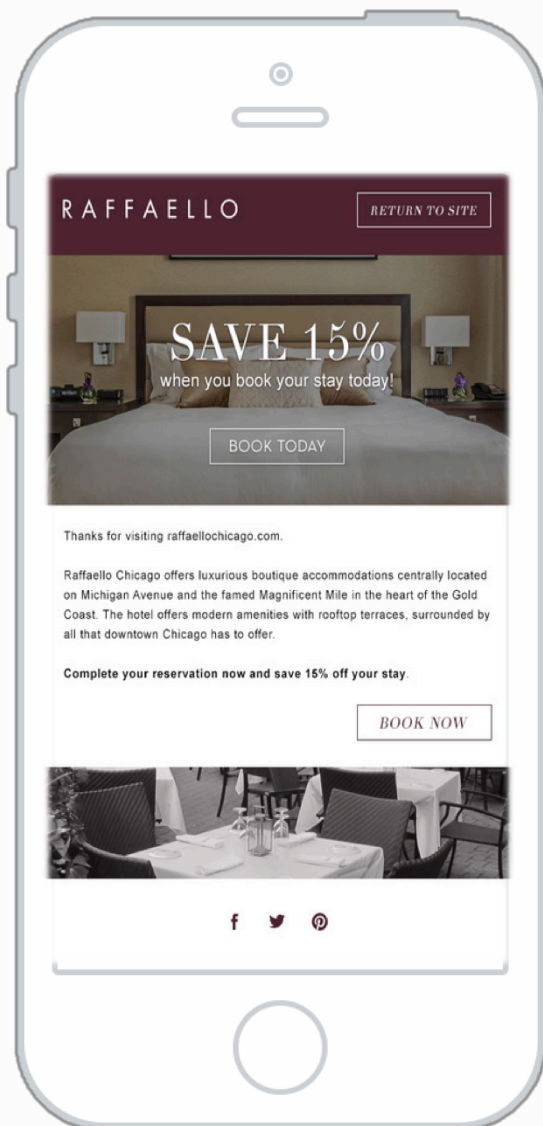 RAFFAELLO
RETURN TO SITE
SAVE 15%
when you book your stay today!
BOOK TODAY
Thanks for visiting raffaellochicago.com.
Raffaello Chicago offers luxurious boutique accommodations centrally located
on Michigan Avenue and the famed Magnificent Mile in the heart of the Gold
Coast. The hotel offers modern amenities with rooftop terraces, surrounded by
all that downtown Chicago has to offer.
Complete your reservation now and save 15% off your stay.
BOOK NOW